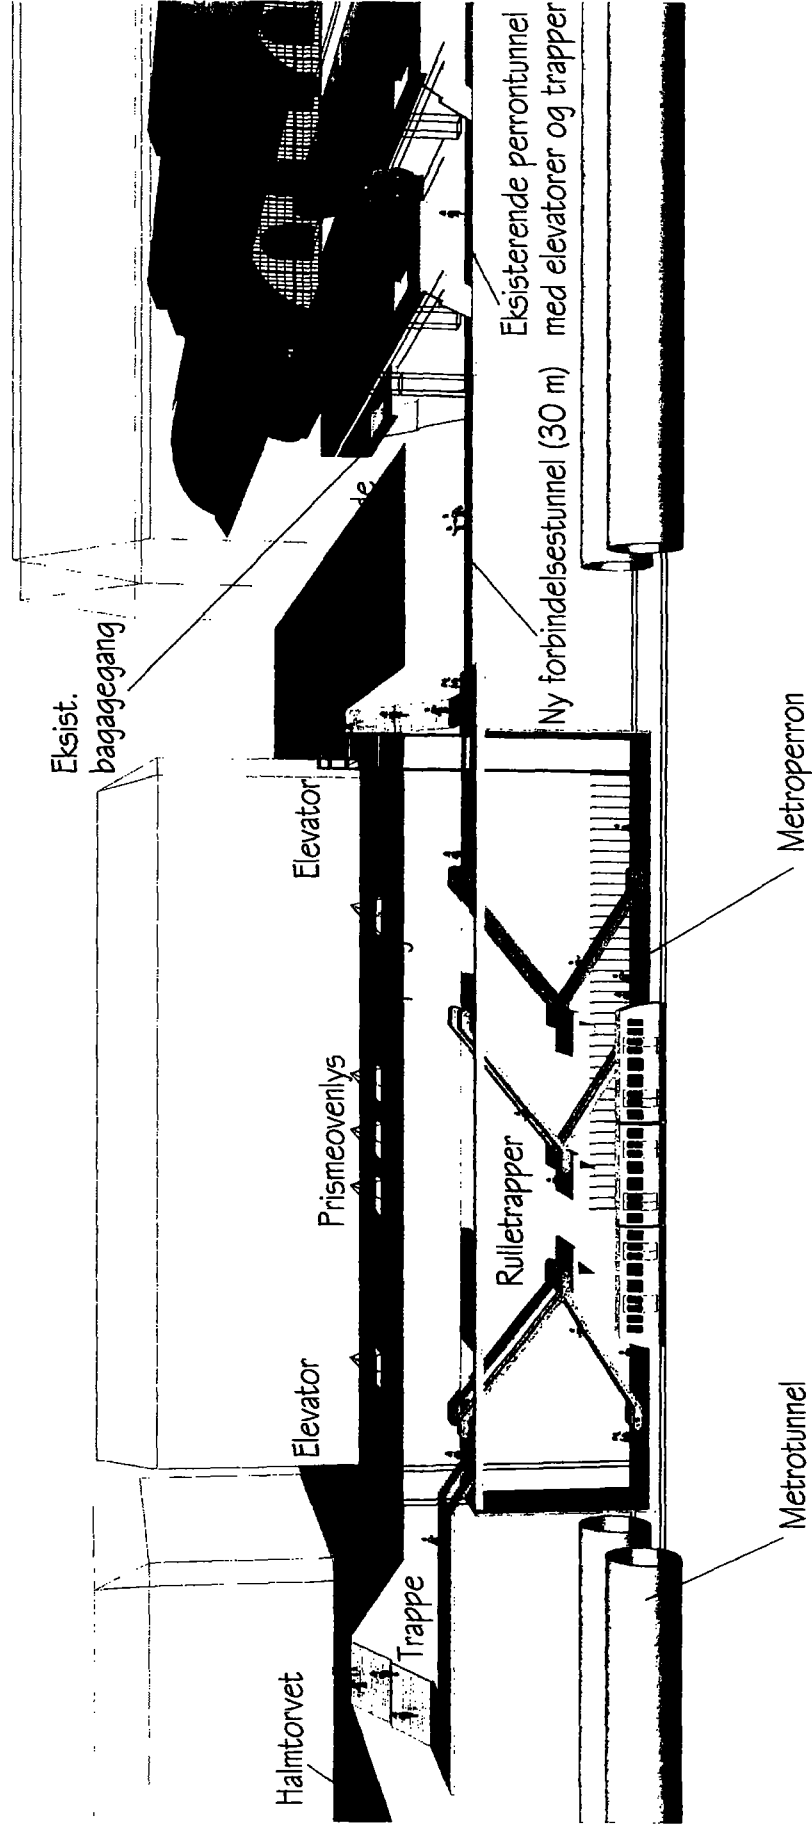 Halmtorvet
Trappe
Elevator
Prismeovenlys
Elevator
Eksist.
bagagegang
Rulletrapper
Ny forbindelsestunnel (30 m)
Eksisterende perrontunnel
med elevatorer og trapper
Metrotunnel
Metroperron